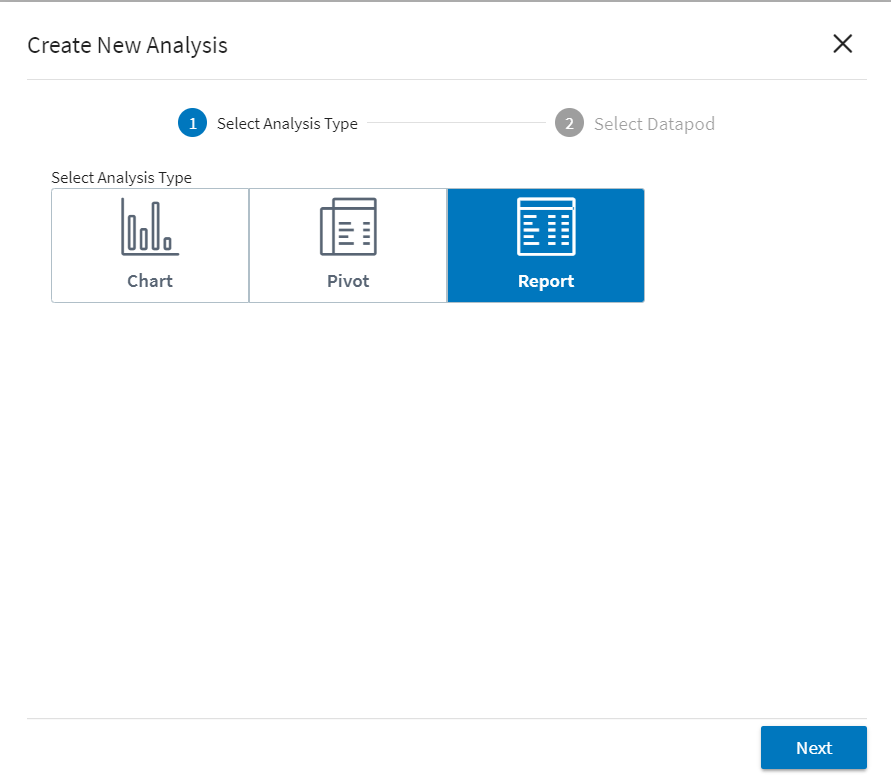 Create New Analysis
1 Select Analysis Type 2 Select Datapod
Select Analysis Type
Chart Pivot Report
Next